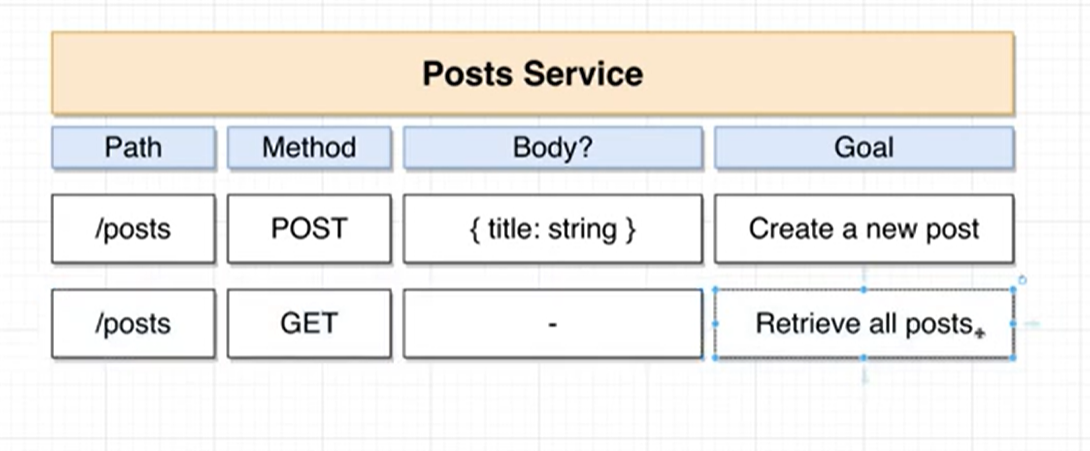 Posts Service
Path Method Body? Goal
/posts POST { title: string } Create a new post
/posts GET - Retrieve all posts